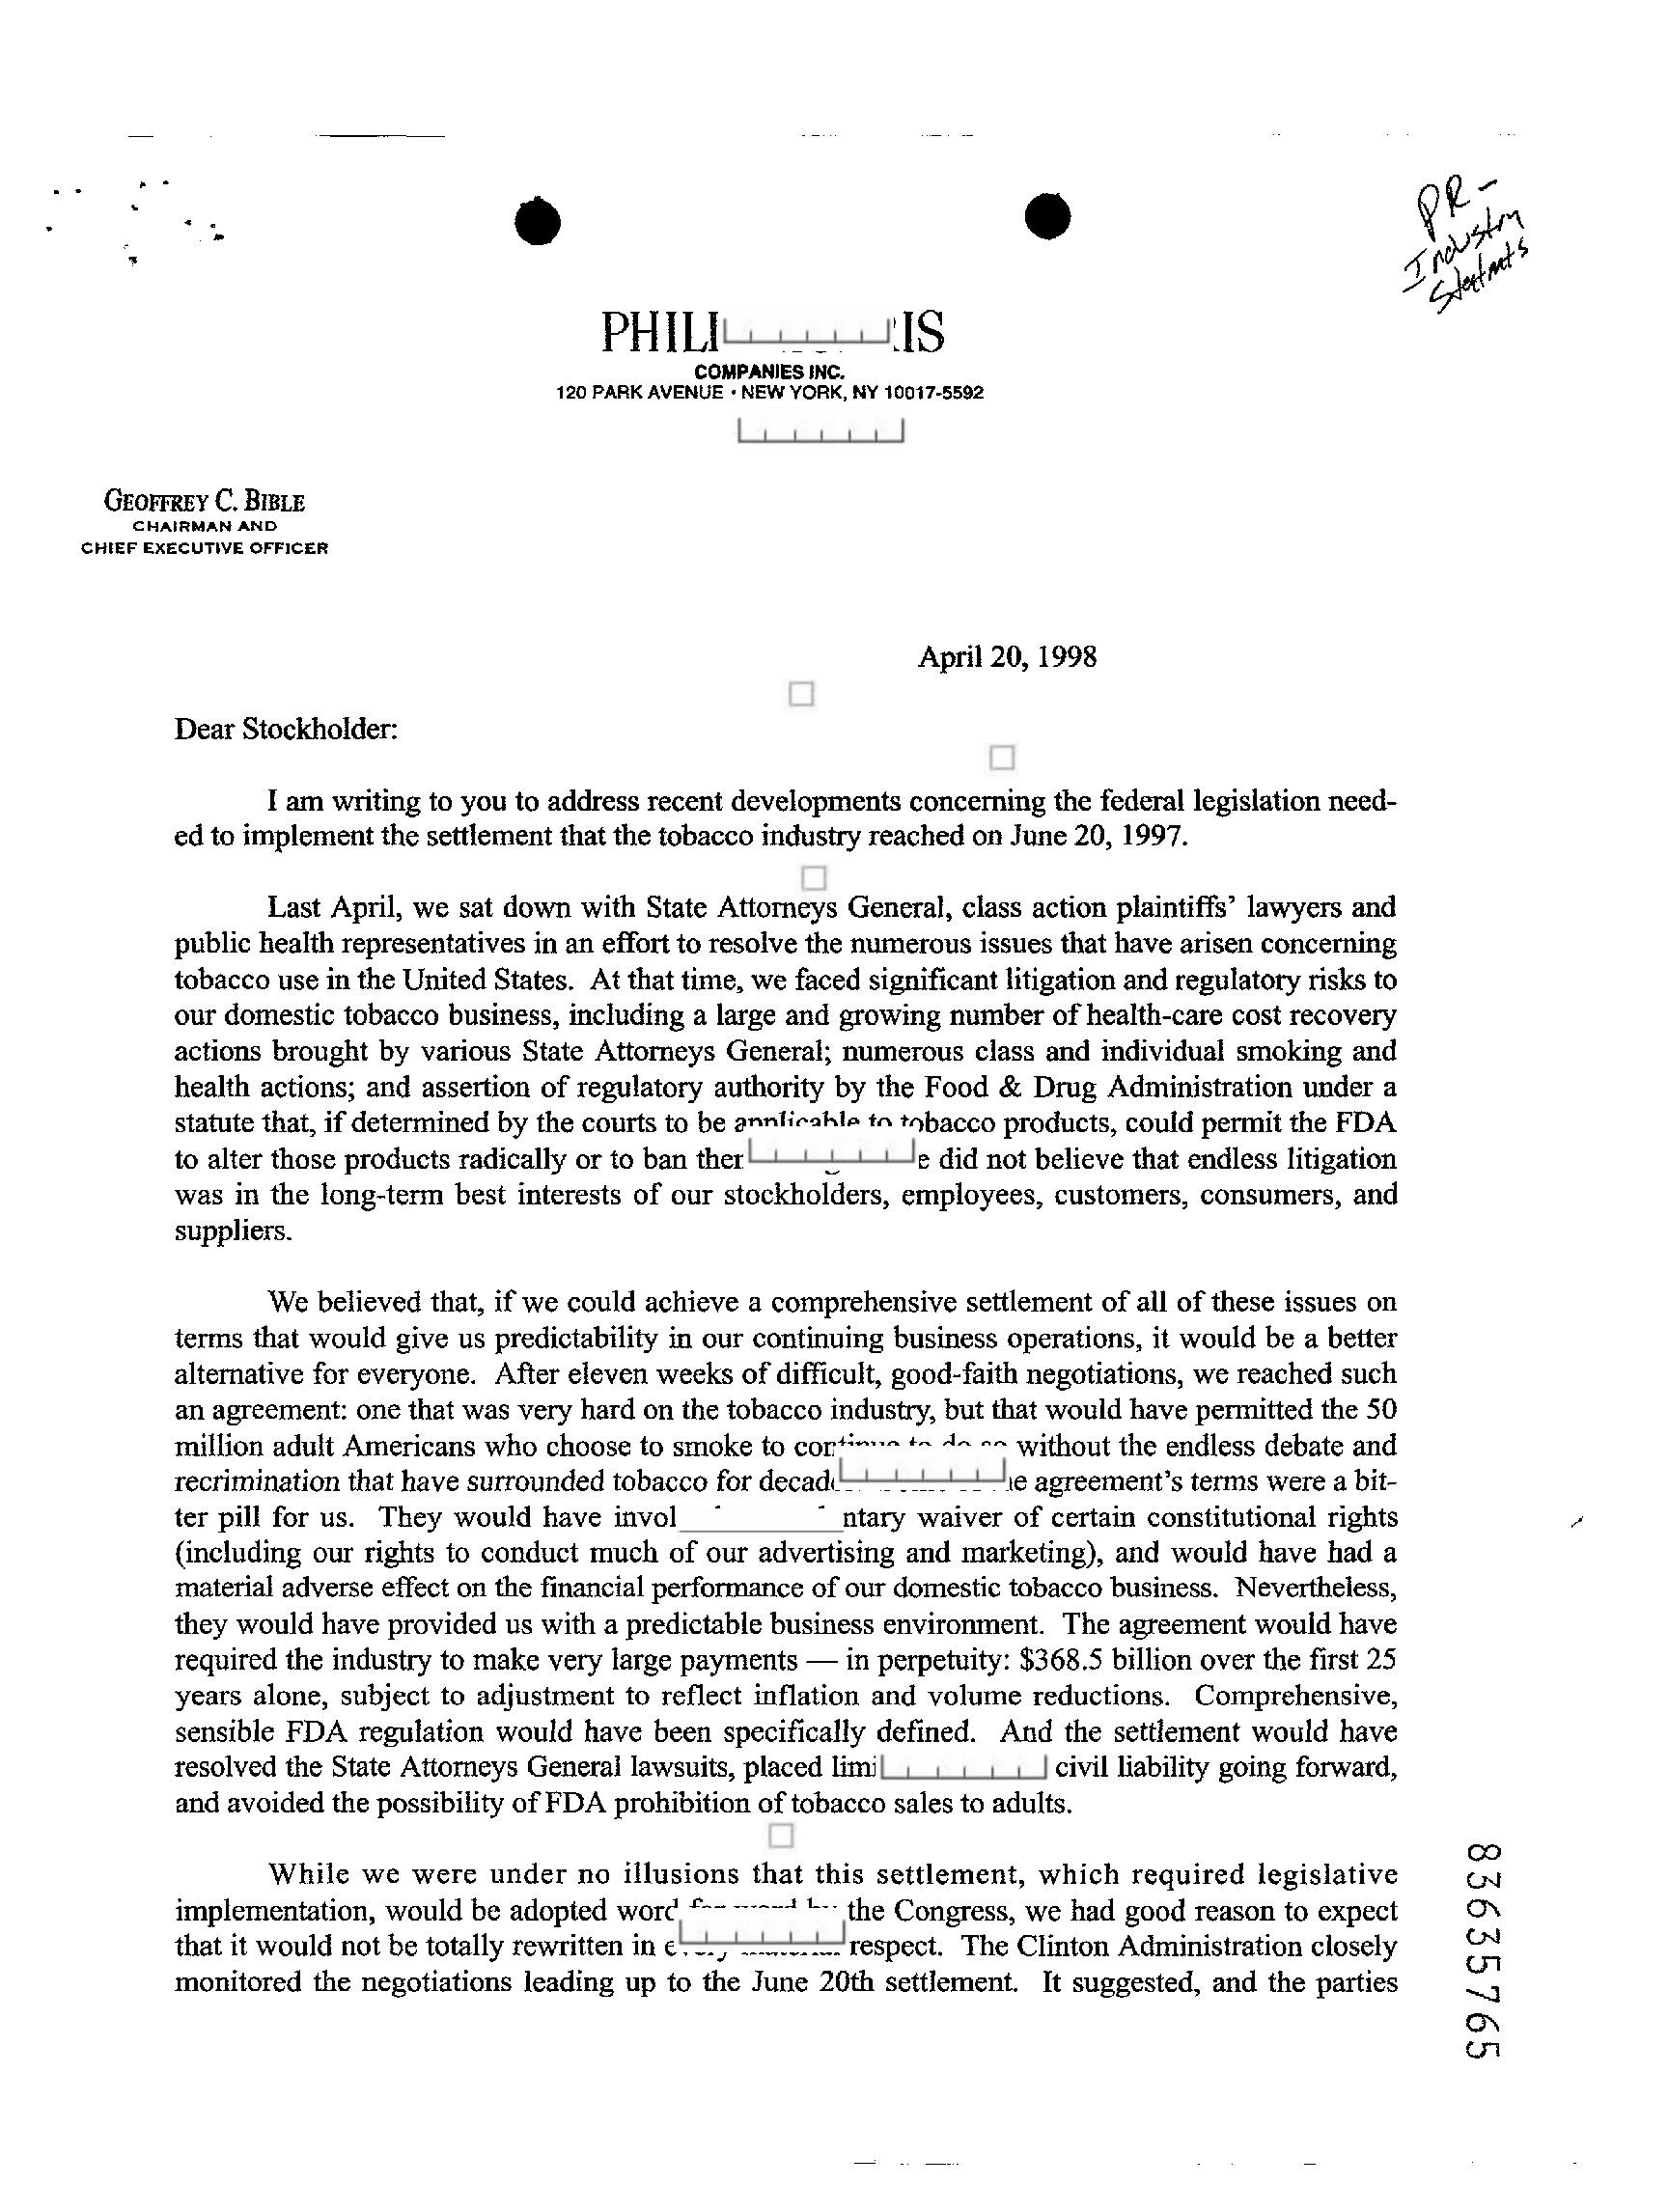 PR -
Industry
COMPANIES INC.
120 PARK AVENUE • NEW YORK, NY 10017-5592
GEOFFREY C. BIBLE
CHAIRMAN AND
CHIEF EXECUTIVE OFFICER
April 20, 1998
Dear Stockholder:
I am writing to you to address recent developments concerning the federal legislation need-
ed to implement the settlement that the tobacco industry reached on June 20, 1997.
Last April, we sat down with State Attorneys General, class action plaintiffs' lawyers and
public health representatives in an effort to resolve the numerous issues that have arisen concerning
tobacco use in the United States. At that time, we faced significant litigation and regulatory risks to
our domestic tobacco business, including a large and growing number of health-care cost recovery
actions brought by various State Attorneys General; numerous class and individual smoking and
health actions; and assertion of regulatory authority by the Food & Drug Administration under a
statute that, if determined by the courts to be applicable to tobacco products, could permit the FDA
to alter those products radically or to ban did not believe that endless litigation
was in the long-term best interests of our stockholders, employees, customers, consumers, and
suppliers.
We believed that, if we could achieve a comprehensive settlement of all of these issues on
terms that would give us predictability in our continuing business operations, it would be a better
alternative for everyone. After eleven weeks of difficult, good-faith negotiations, we reached such
an agreement: one that was very hard on the tobacco industry, but that would have permitted the 50
million adult Americans who choose to smoke to continue to do so without the endless debate and
recrimination that have surrounded tobacco for agreement's terms were a bit-
ter pill for us. They would have waiver of certain constitutional rights
(including our rights to conduct much of our advertising and marketing), and would have had a
material adverse effect on the financial performance of our domestic tobacco business. Nevertheless,
they would have provided us with a predictable business environment. The agreement would have
required the industry to make very large payments — in perpetuity: $368.5 billion over the first 25
years alone, subject to adjustment to reflect inflation and volume reductions. Comprehensive,
sensible FDA regulation would have been specifically defined. And the settlement would have
resolved the State Attorneys General lawsuits, placed civil liability going forward,
and avoided the possibility of FDA prohibition of tobacco sales to adults.
While we were under no illusions that this settlement, which required legislative
implementation, would be adopted word for word by the Congress, we had good reason to expect
that it would not be totally rewritten in respect. The Clinton Administration closely
monitored the negotiations leading up to the June 20th settlement. It suggested, and the parties
83635765